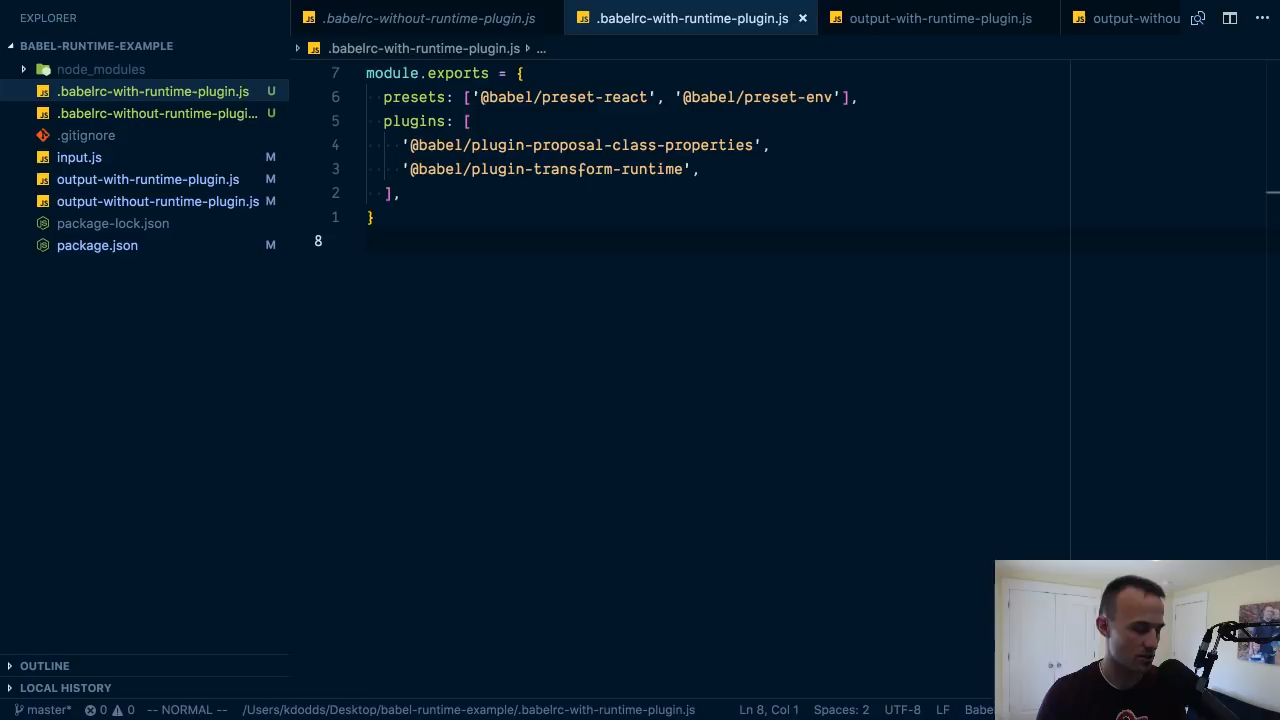 EXPLORER
BABEL-RUNTIME-EXAMPLE
node_modules
.babelrc-with-runtime-plugin.js U
.babelrc-without-runtime-plugi... U
.gitignore
input.js M
output-with-runtime-plugin.js M
output-without-runtime-plugin.js M
package-lock.json
package.json M
OUTLINE
LOCAL HISTORY
.babelrc-without-runtime-plugin.js
.babelrc-with-runtime-plugin.js ×
output-with-runtime-plugin.js
output-withou
.babelrc-with-runtime-plugin.js ...
7 module.exports = {
6 presets: ['@babel/preset-react', '@babel/preset-env'],
5 plugins: [
4 '@babel/plugin-proposal-class-properties',
3 '@babel/plugin-transform-runtime',
2 ],
1 }
8
master* 0 0 -- NORMAL -- /Users/kdodds/Desktop/babel-runtime-example/.babelrc-with-runtime-plugin.js Ln 8, Col 1 Spaces: 2 UTF-8 LF Babe